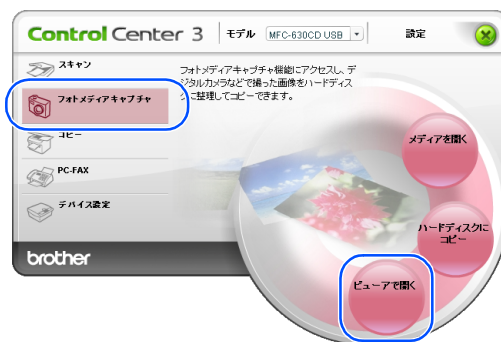 Control Center 3
モデル
MFC-630CD USB
設定
スキャン
フォトメディアキャプチャ
コピー
PC-FAX
デバイス設定
brother
フォトメディアキャプチャ機能にアクセスし、デ
ジタルカメラなどで撮った画像をハードディス
クに整理してコピーできます。
メディアを開く
ハードディスクに
コピー
ビューアで開く